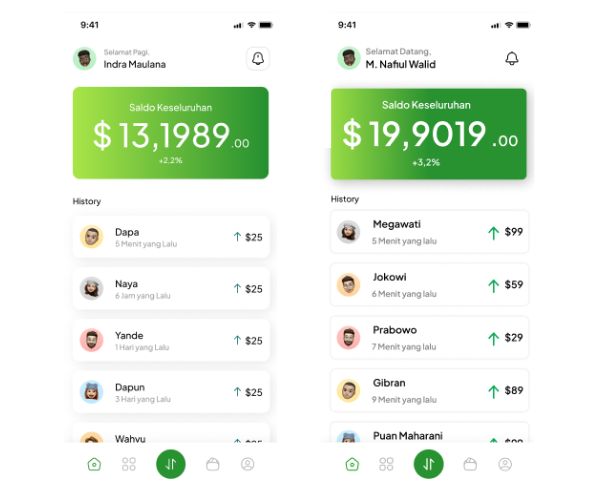 9:41
Selamat Pagi,
Indra Maulana
Saldo Keseluruhan
$ 13,1989 .00
+2,2%
History
Dapa
5 Menit yang Lalu
$25
Naya
6 Jam yang Lalu
$25
Yande
1 Hari yang Lalu
$25
Dapun
3 Hari yang Lalu
$25
Wahyu
9:41
Selamat Datang,
M. Nafiul Walid
Saldo Keseluruhan
$ 19,9019 .00
+3,2%
History
Megawati
5 Menit yang lalu
$99
Jokowi
6 Menit yang lalu
$59
Prabowo
7 Menit yang lalu
$29
Gibran
9 Menit yang lalu
$89
Puan Maharani